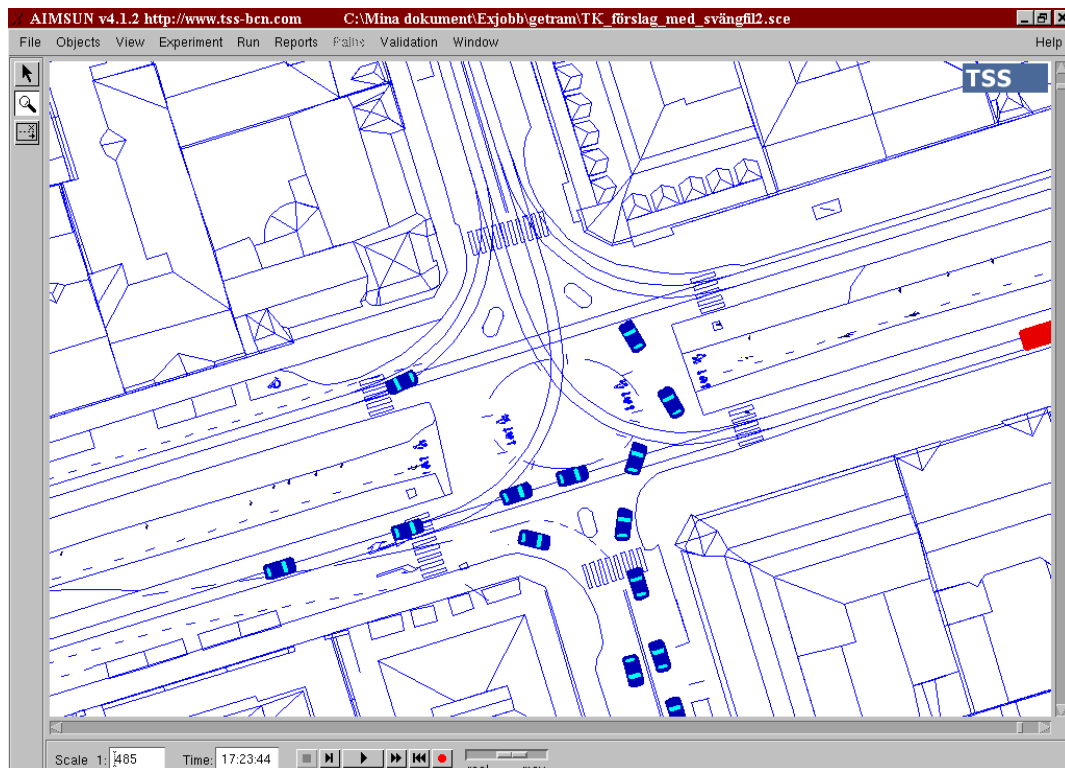 AIMSUN v4.1.2 http://www.tss-bcn.com C:\Mina dokument\Exjobb\getram\TK_förslag_med_svängfil2.sce
File Objects View Experiment Run Reports Paths Validation Window Help
TSS
Scale 1: 485 Time: 17:23:44